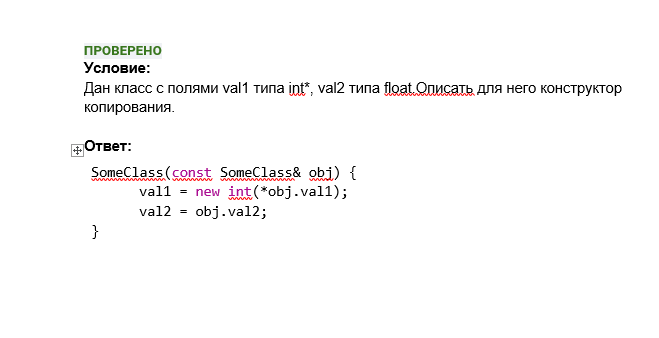 ПРОВЕРЕНО
Условие:
Дан класс с полями val1 типа int*, val2 типа float.Описать для него конструктор
копирования.
Ответ:
SomeClass(const SomeClass& obj) {
val1 = new int(*obj.val1);
val2 = obj.val2;
}